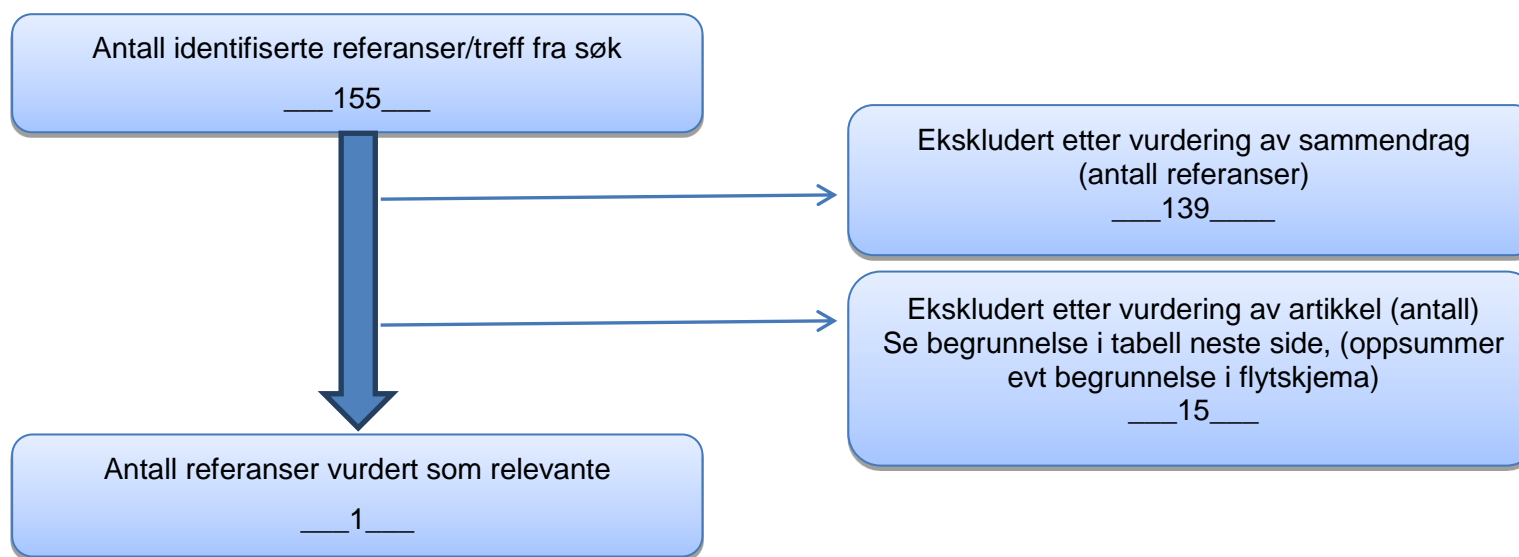 Antall identifiserte referanser/treff fra søk
___155___
Ekskludert etter vurdering av sammendrag
(antall referanser)
___139____
Ekskludert etter vurdering av artikkel (antall)
Se begrunnelse i tabell neste side, (oppsummer
evt begrunnelse i flytskjema)
___15___
Antall referanser vurdert som relevante
___1___